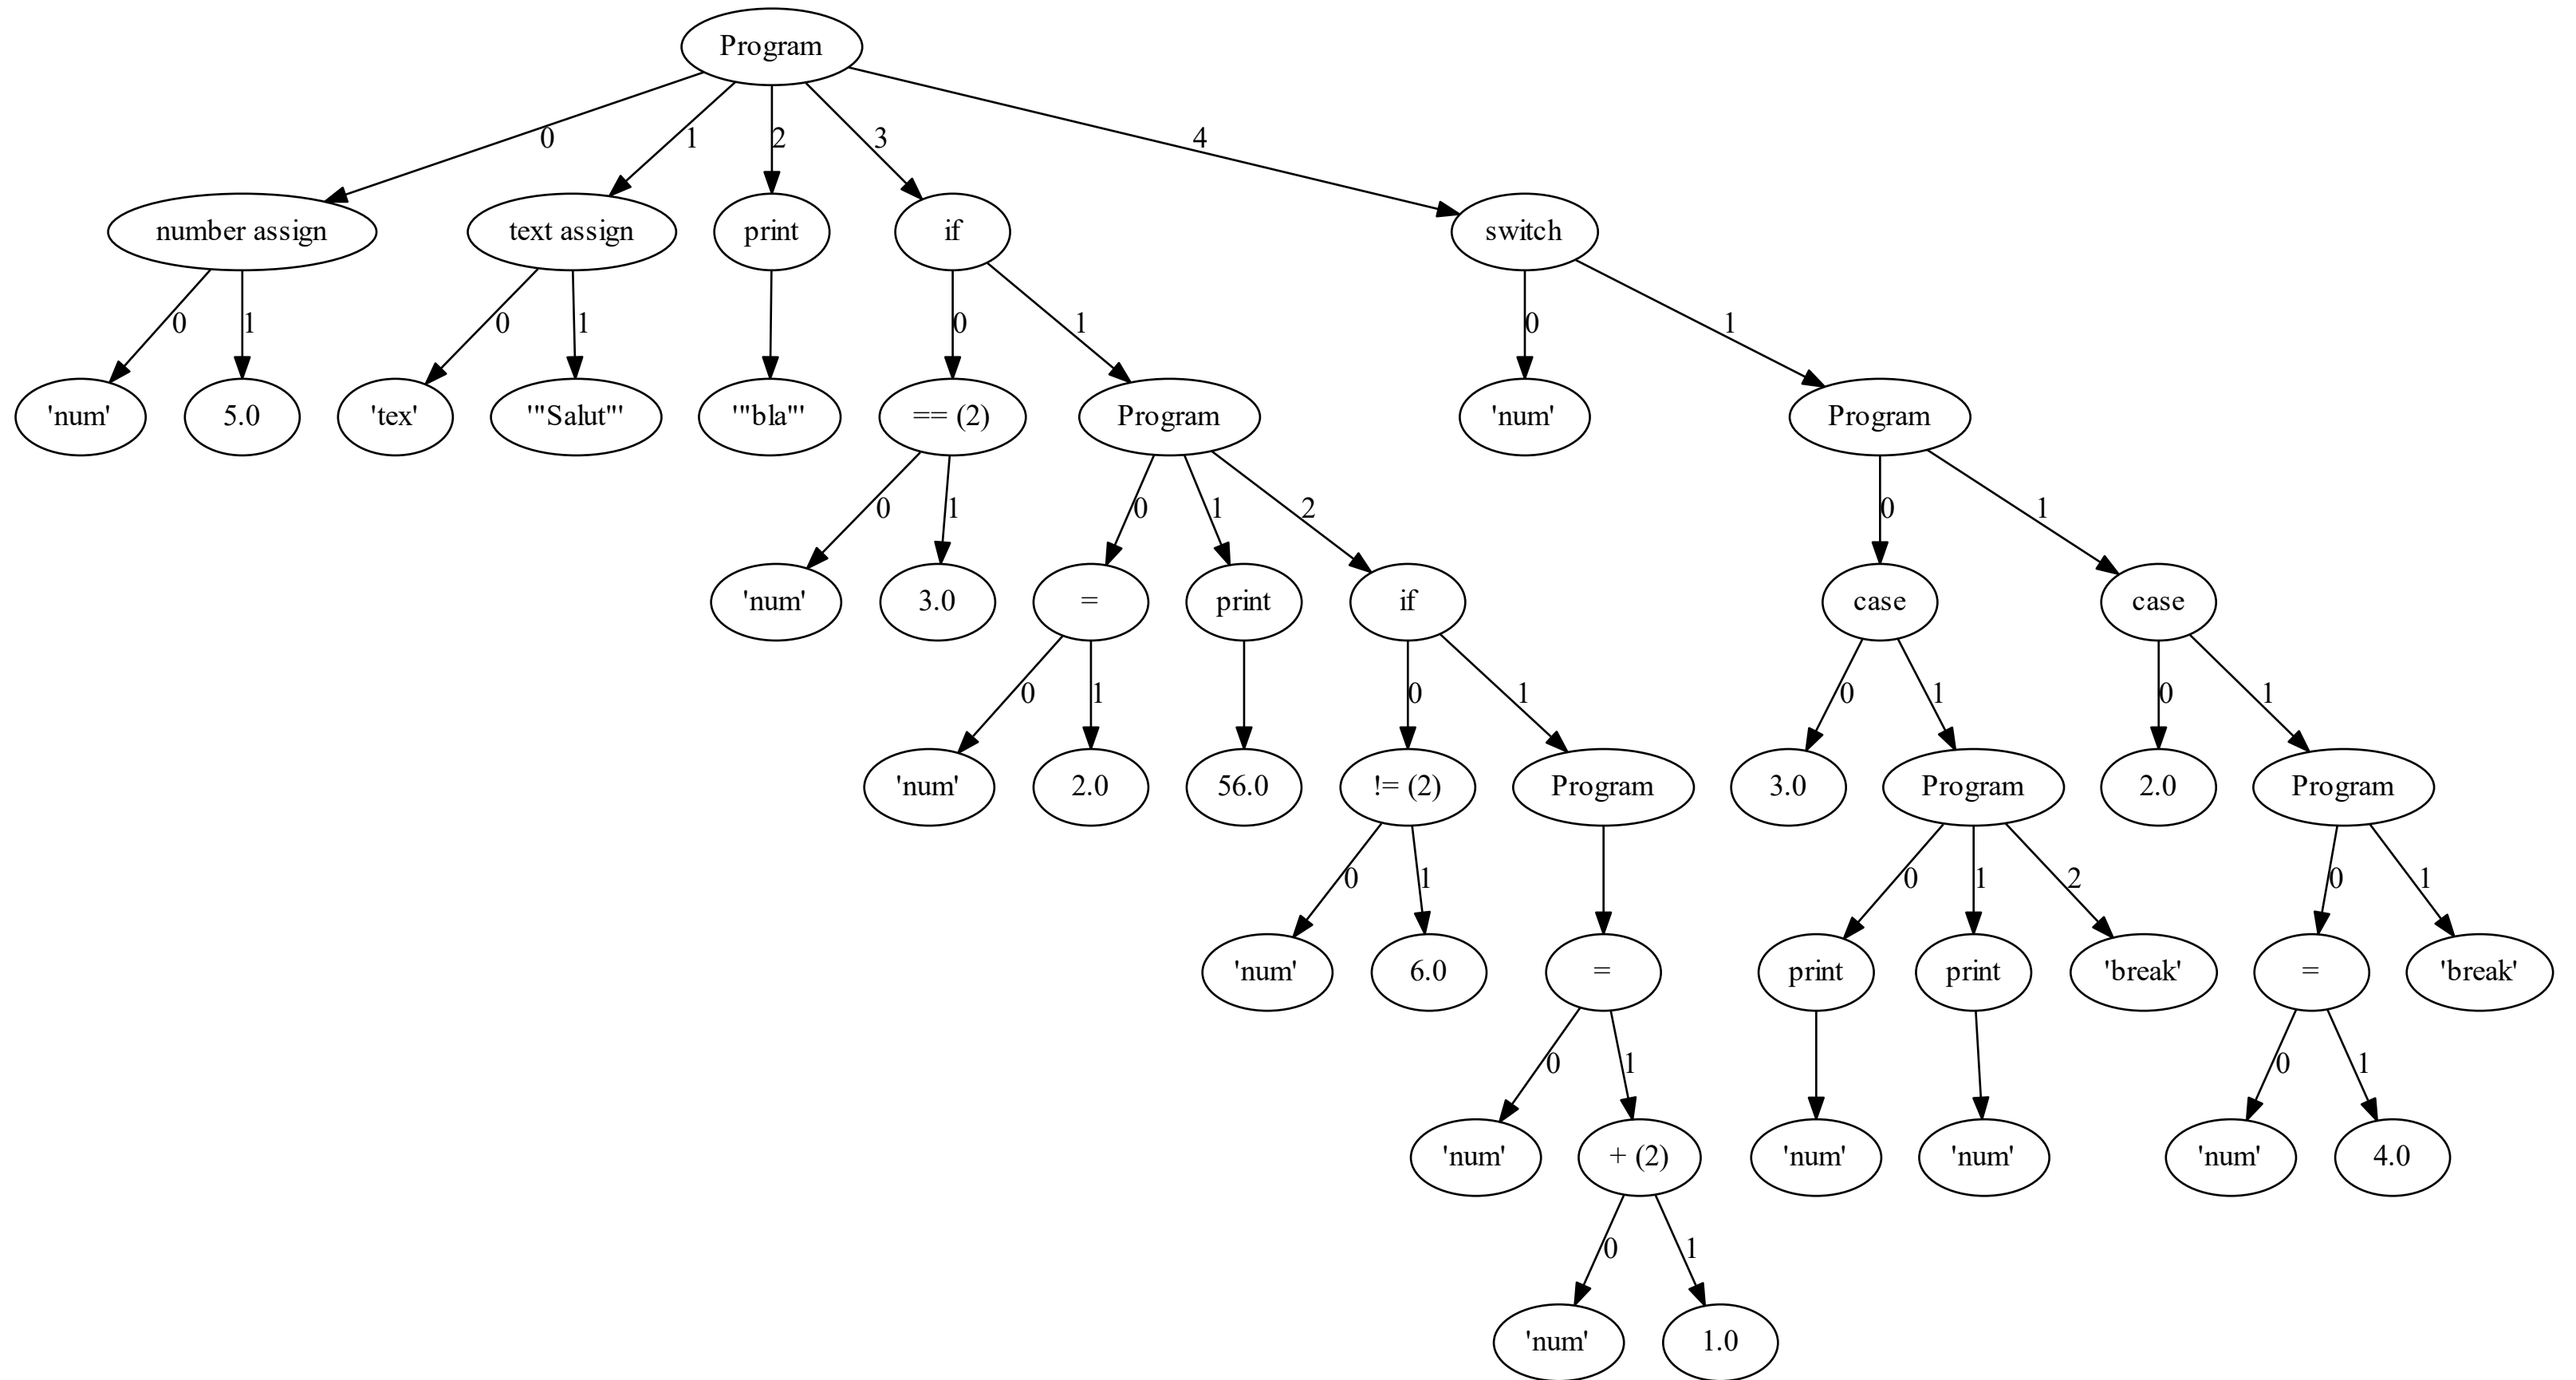 Program
0 1 2 3 4
number assign text assign print if switch
0 1 0 1 0 1 0 1
'num' 5.0 'tex' '"Salut"' '"bla"' == (2) Program 'num' Program
0 1 0 1 2 0 1
'num' 3.0 = print if case case
0 1 0 1 0 1 0 1
'num' 2.0 56.0 != (2) Program 3.0 Program 2.0 Program
0 1 0 1 2 0 1
'num' 6.0 = print print 'break' = 'break'
0 1 0 1
'num' + (2) 'num' 'num' 'num' 4.0
0 1
'num' 1.0